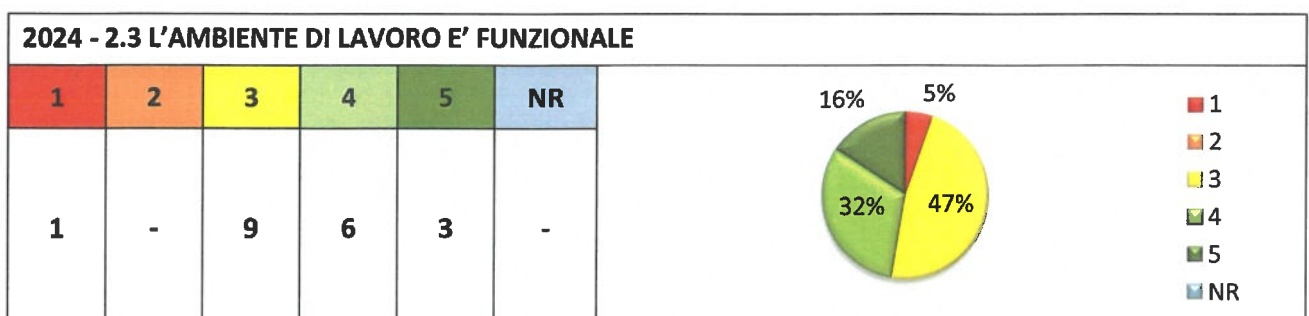 2024 - 2.3 L'AMBIENTE DI LAVORO E' FUNZIONALE
1 2 3 4 5 NR
1 - 9 6 3 -
16% 5%
32% 47%
1
2
3
4
5
NR